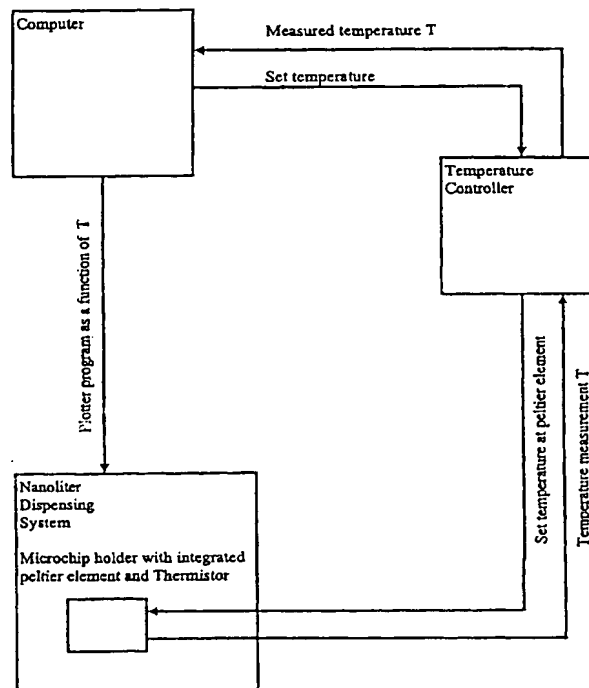 Computer
Measured temperature T
Set temperature
Temperature
Controller
Plotter program as a function of T
Set temperature at peltier element
Temperature measurement T
Nanoliter
Dispensing
System
Microchip holder with integrated
peltier element and Thermistor